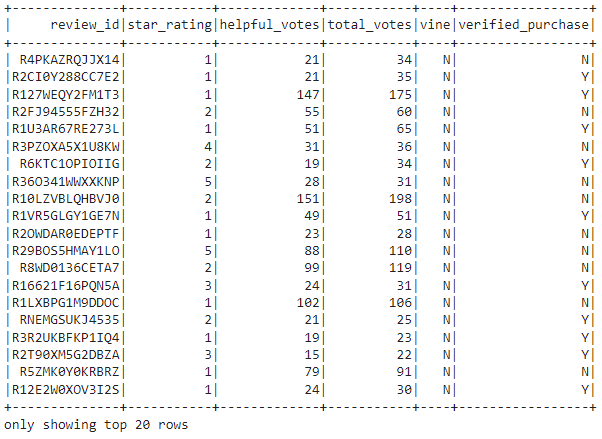 +--------------+-----------+-------------+-----------+----+-----------------+
|     review_id|star_rating|helpful_votes|total_votes|vine|verified_purchase|
+--------------+-----------+-------------+-----------+----+-----------------+
| R4PKAZRQJJX14|          1|           21|         34|   N|                N|
|R2CI0Y288CC7E2|          1|           21|         35|   N|                Y|
|R127WEQY2FM1T3|          1|          147|        175|   N|                Y|
|R2FJ94555FZH32|          2|           55|         60|   N|                N|
|R1U3AR67RE273L|          1|           51|         65|   N|                Y|
|R3PZOXA5X1U8KW|          4|           31|         36|   N|                N|
| R6KTC1OPIOIIG|          2|           19|         34|   N|                Y|
|R36O341WWXXKNP|          5|           28|         31|   N|                N|
|R10LZVBLQHBVJ0|          2|          151|        198|   N|                N|
|R1VR5GLGY1GE7N|          1|           49|         51|   N|                Y|
|R2OWDAR0EDEPTF|          1|           23|         28|   N|                N|
|R29BOS5HMAY1LO|          5|           88|        110|   N|                N|
| R8WD0136CETA7|          2|           99|        119|   N|                N|
|R16621F16PQN5A|          3|           24|         31|   N|                Y|
|R1LXBPG1M9DDOC|          1|          102|        106|   N|                N|
| RNEMGSUKJ4535|          2|           21|         25|   N|                Y|
|R3R2UKBFKP1IQ4|          1|           19|         23|   N|                Y|
|R2T90XM5G2DBZA|          3|           15|         22|   N|                Y|
| R5ZMK0Y0KRBRZ|          1|           79|         91|   N|                N|
|R12E2W0XOV3I2S|          1|           24|         30|   N|                Y|
+--------------+-----------+-------------+-----------+----+-----------------+
only showing top 20 rows